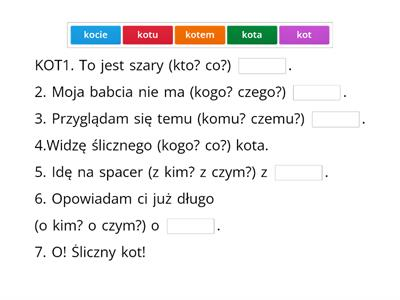 kocie kotu kotem kota kot
KOT1. To jest szary (kto? co?) .
2. Moja babcia nie ma (kogo? czego?) .
3. Przyglądam się temu (komu? czemu?) .
4.Widzę ślicznego (kogo? co?) kota.
5. Idę na spacer (z kim? z czym?) z .
6. Opowiadam ci już długo
(o kim? o czym?) o .
7. O! Śliczny kot!